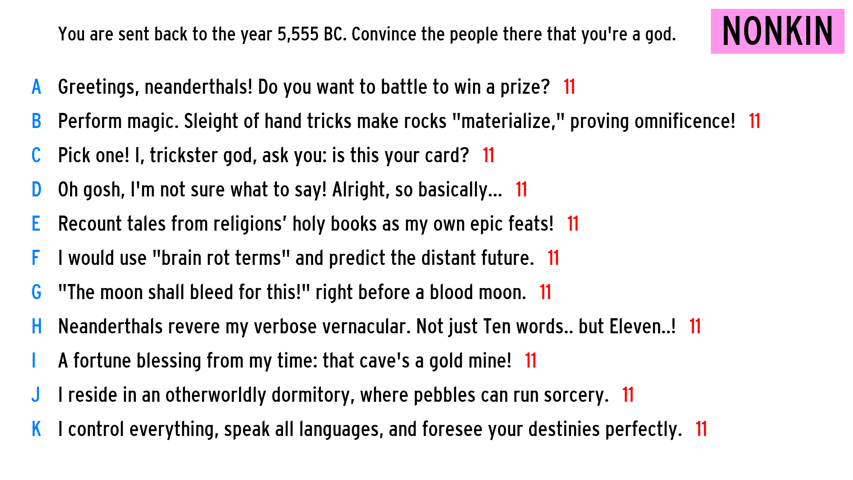 You are sent back to the year 5,555 BC. Convince the people there that you're a god.
NONKIN
A Greetings, neanderthals! Do you want to battle to win a prize? 11
B Perform magic. Sleight of hand tricks make rocks "materialize," proving omnificence! 11
C Pick one! I, trickster god, ask you: is this your card? 11
D Oh gosh, I'm not sure what to say! Alright, so basically... 11
E Recount tales from religions’ holy books as my own epic feats! 11
F I would use "brain rot terms" and predict the distant future. 11
G "The moon shall bleed for this!" right before a blood moon. 11
H Neanderthals revere my verbose vernacular. Not just Ten words.. but Eleven..! 11
I A fortune blessing from my time: that cave's a gold mine! 11
J I reside in an otherworldly dormitory, where pebbles can run sorcery. 11
K I control everything, speak all languages, and foresee your destinies perfectly. 11